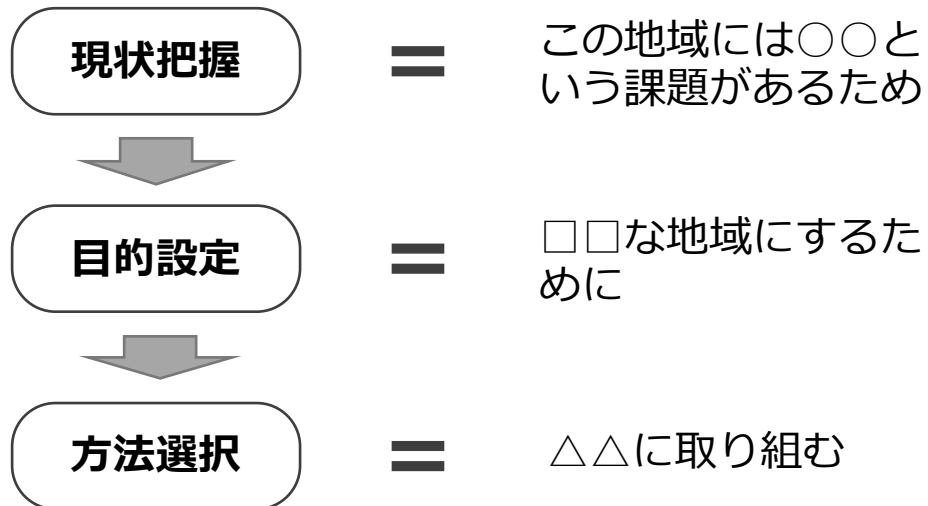 現状把握
=
この地域には○○と
いう課題があるため
目的設定
=
□□な地域にするた
めに
方法選択
=
△△に取り組む